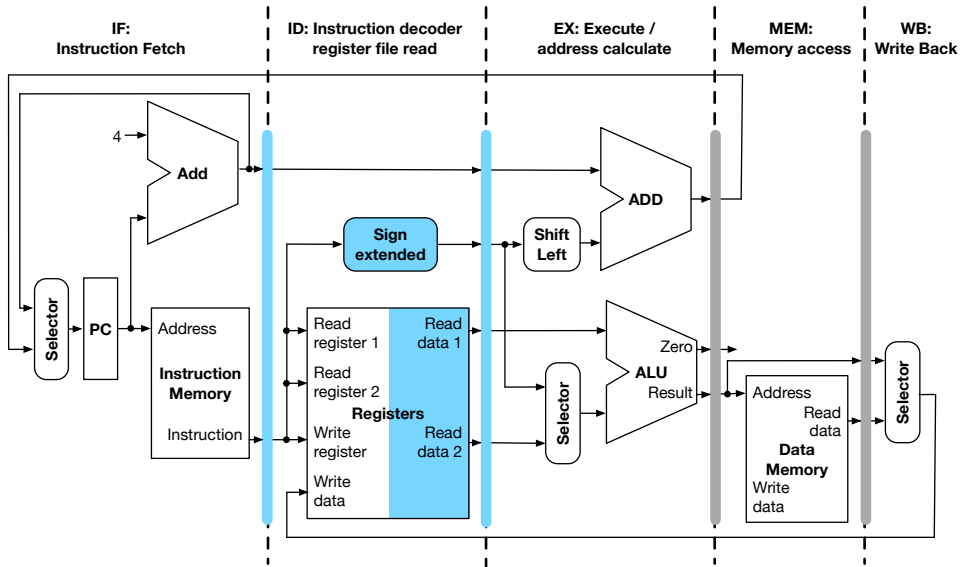 IF:
Instruction Fetch
ID: Instruction decoder
register file read
EX: Execute /
address calculate
MEM:
Memory access
WB:
Write Back
4
Add
ADD
Sign
extended
Shift
Left
Selector
PC
Address
Instruction
Memory
Instruction
Read
register 1
Read
register 2
Registers
Write
register
Write
data
Read
data 1
Read
data 2
Selector
Zero
ALU
Result
Address
Read
data
Data
Memory
Write
data
Selector